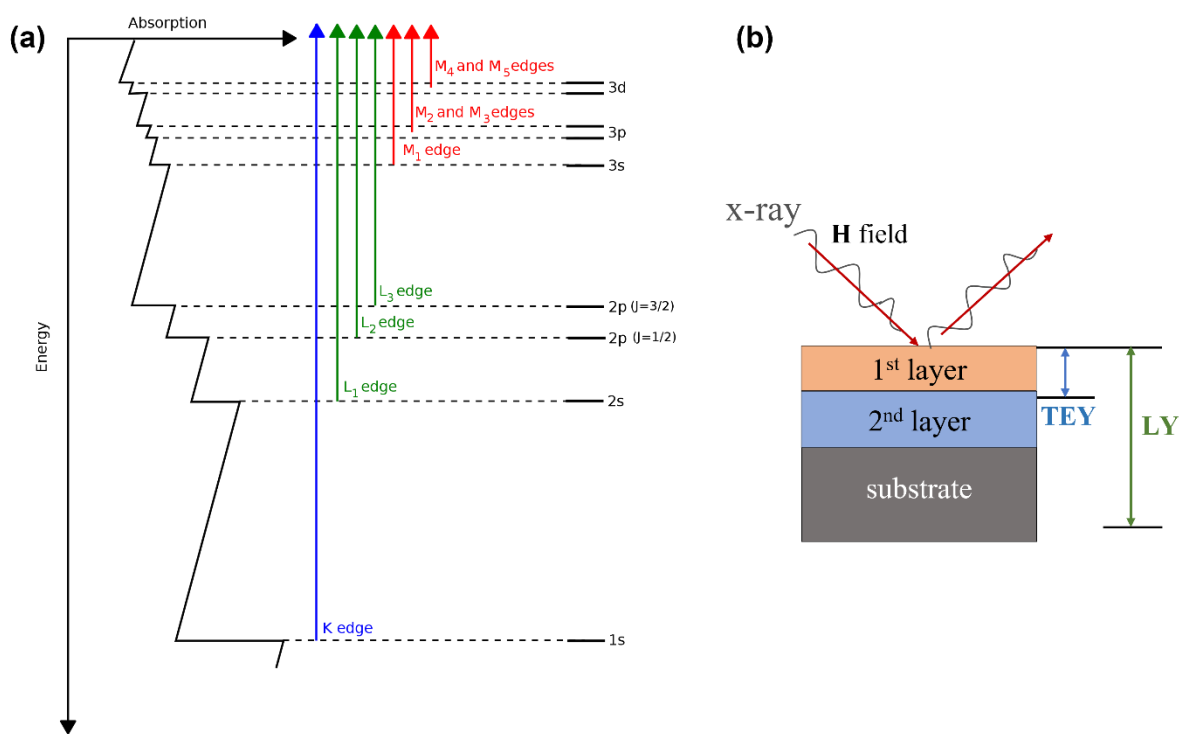 (a)
Absorption
Energy
M₄ and M₅ edges
M₂ and M₃ edges
M₁ edge
L₃ edge
L₂ edge
L₁ edge
K edge
3d
3p
3s
2p (J=3/2)
2p (J=1/2)
2s
1s
(b)
x-ray
H field
1st layer
2nd layer
substrate
TEY
LY